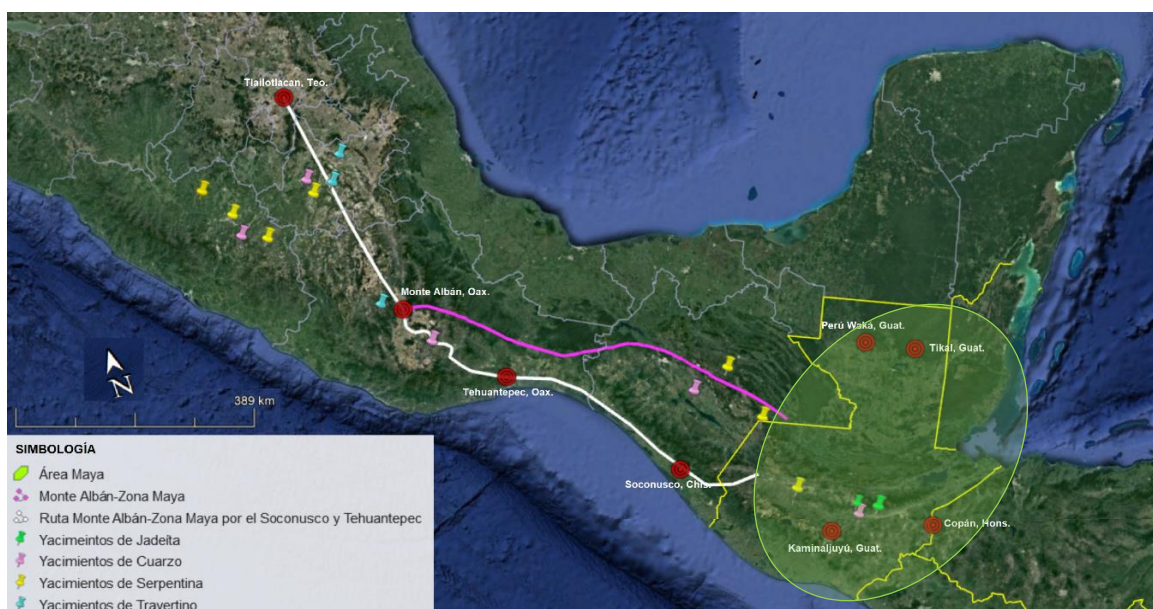 Tlailotlacan, Teo.
Monte Albán, Oax.
Perú Waká, Guat.
Tikal, Guat.
Tehuantepec, Oax.
N
389 km
Soconusco, Chis.
Copán, Hons.
Kaminaljuyú, Guat.
SIMBOLOGÍA
Área Maya
Monte Albán-Zona Maya
Ruta Monte Albán-Zona Maya por el Soconusco y Tehuantepec
Yacimeintos de Jadeíta
Yacimientos de Cuarzo
Yacimientos de Serpentina
Yacimientos de Travertino